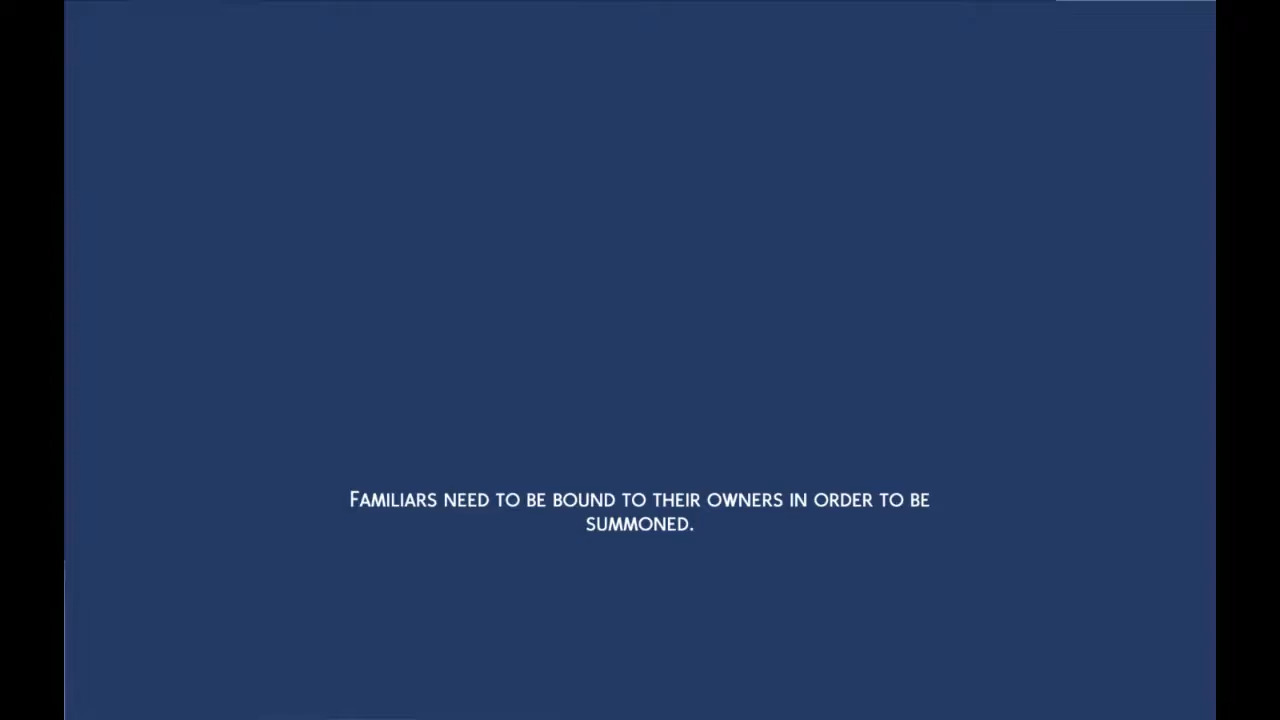 Familiars need to be bound to their owners in order to be
summoned.